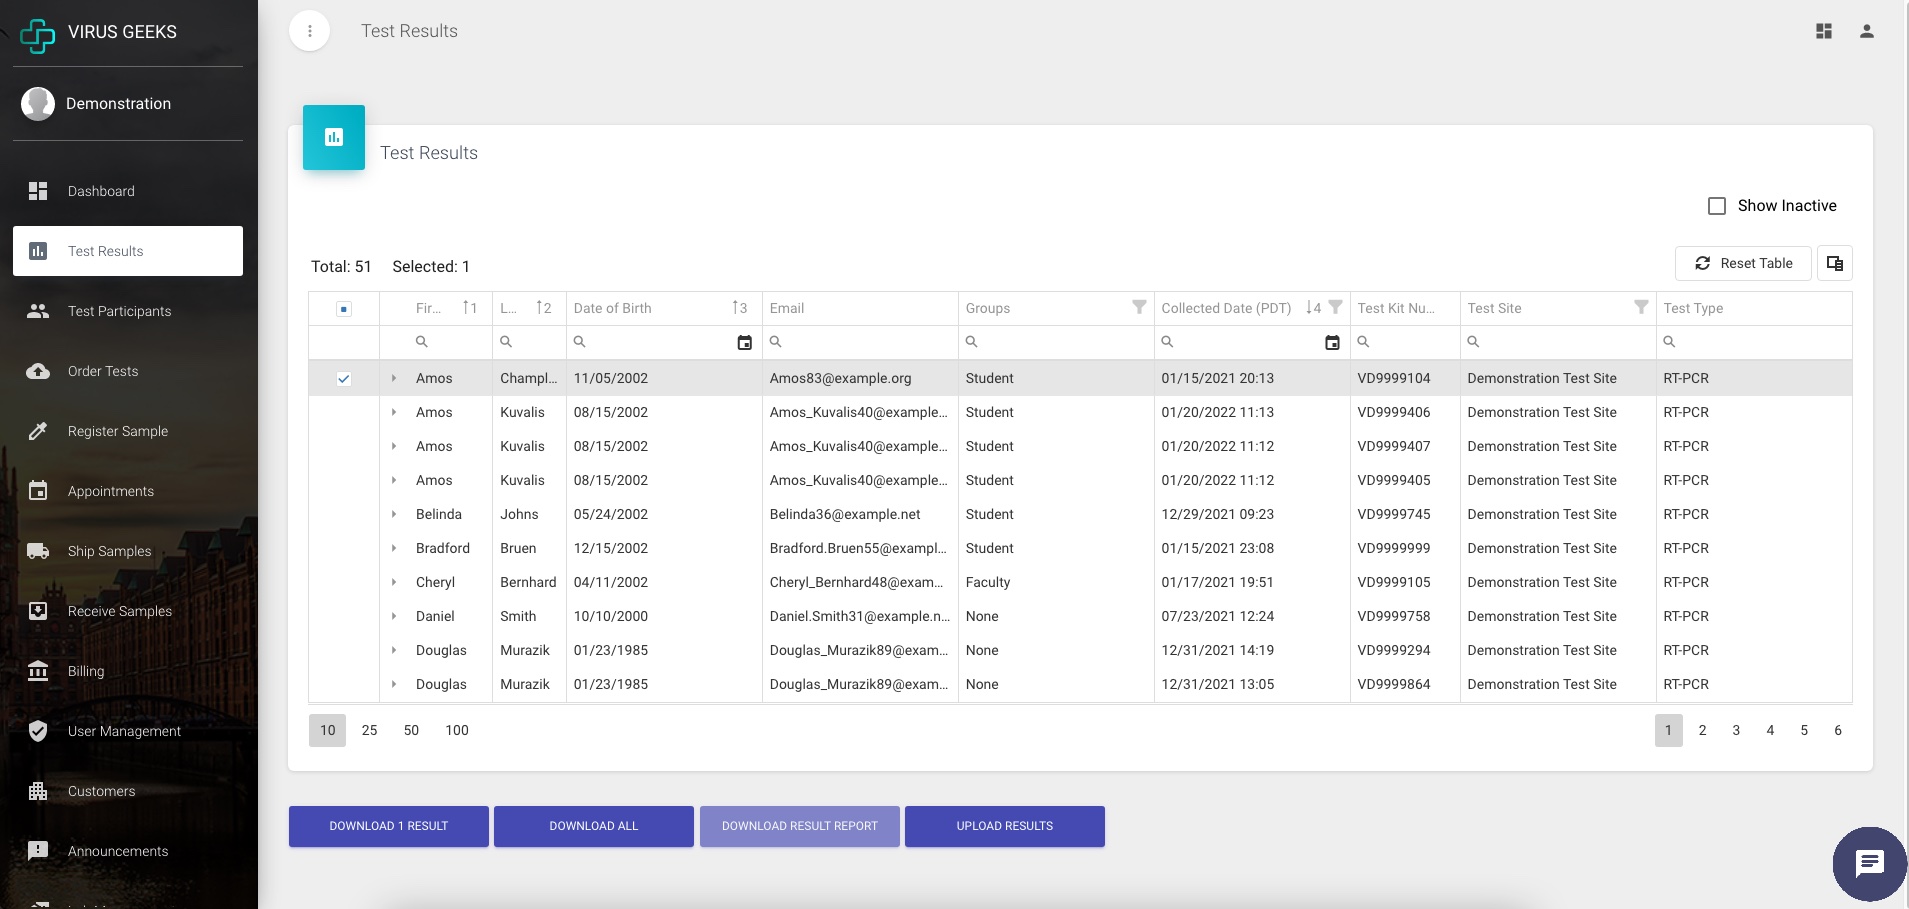 VIRUS GEEKS
Test Results
Demonstration
Dashboard
Test Results
Test Participants
Order Tests
Register Sample
Appointments
Ship Samples
Receive Samples
Billing
User Management
Customers
Announcements
Test Results
Show Inactive
Total: 51 Selected: 1 Reset Table
Fir... 1 L... 2 Date of Birth 3 Email Groups Collected Date (PDT) 4 Test Kit Nu... Test Site Test Type
Amos Champl... 11/05/2002 Amos83@example.org Student 01/15/2021 20:13 VD9999104 Demonstration Test Site RT-PCR
Amos Kuvalis 08/15/2002 Amos_Kuvalis40@example... Student 01/20/2022 11:13 VD9999406 Demonstration Test Site RT-PCR
Amos Kuvalis 08/15/2002 Amos_Kuvalis40@example... Student 01/20/2022 11:12 VD9999407 Demonstration Test Site RT-PCR
Amos Kuvalis 08/15/2002 Amos_Kuvalis40@example... Student 01/20/2022 11:12 VD9999405 Demonstration Test Site RT-PCR
Belinda Johns 05/24/2002 Belinda36@example.net Student 12/29/2021 09:23 VD9999745 Demonstration Test Site RT-PCR
Bradford Bruen 12/15/2002 Bradford.Bruen55@exampl... Student 01/15/2021 23:08 VD9999999 Demonstration Test Site RT-PCR
Cheryl Bernhard 04/11/2002 Cheryl_Bernhard48@exam... Faculty 01/17/2021 19:51 VD9999105 Demonstration Test Site RT-PCR
Daniel Smith 10/10/2000 Daniel.Smith31@example.n... None 07/23/2021 12:24 VD9999758 Demonstration Test Site RT-PCR
Douglas Murazik 01/23/1985 Douglas_Murazik89@exam... None 12/31/2021 14:19 VD9999294 Demonstration Test Site RT-PCR
Douglas Murazik 01/23/1985 Douglas_Murazik89@exam... None 12/31/2021 13:05 VD9999864 Demonstration Test Site RT-PCR
10 25 50 100 1 2 3 4 5 6
DOWNLOAD 1 RESULT DOWNLOAD ALL DOWNLOAD RESULT REPORT UPLOAD RESULTS